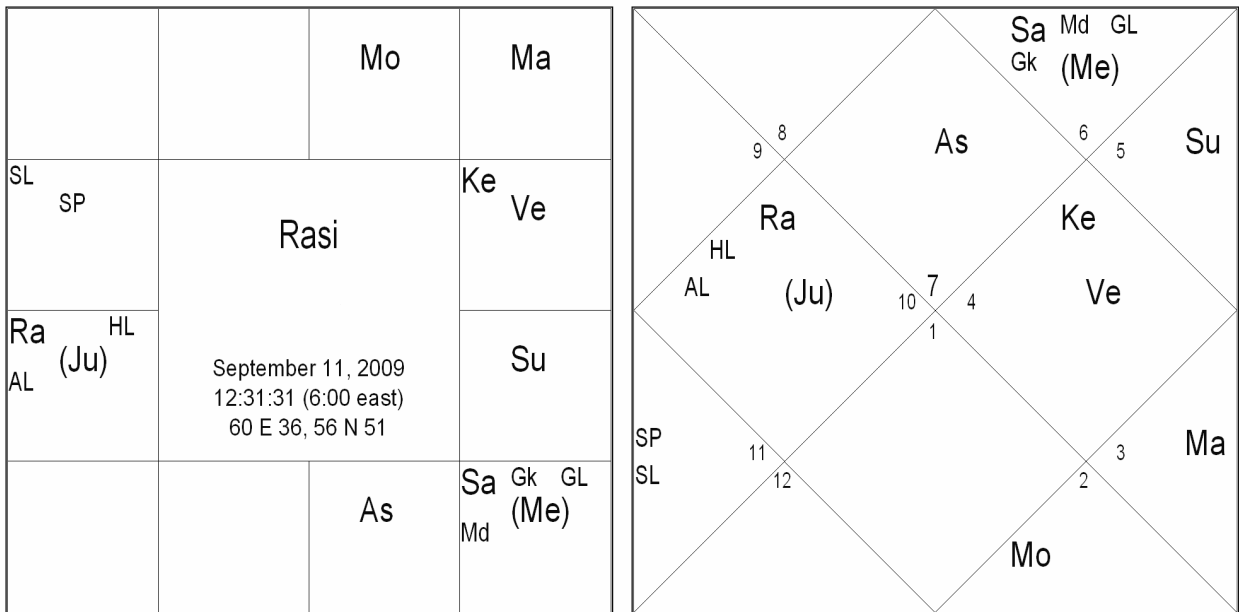 Mo
Ma
SL
SP
Ke
Ve
Rasi
Ra
HL
(Ju)
AL
Su
September 11, 2009
12:31:31 (6:00 east)
60 E 36, 56 N 51
As
Sa Gk GL
(Me)
Md
Sa Md GL
Gk (Me)
8
9
As
6
5
Su
Ra
HL
AL
(Ju)
Ke
Ve
10 7 4
1
SP
SL
11
12
3
2
Ma
Mo